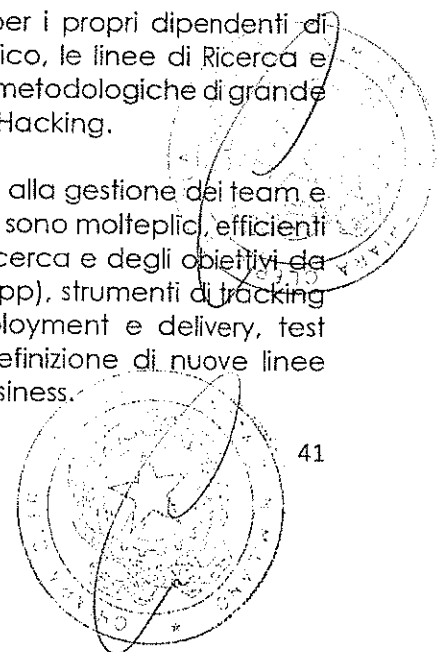 per i propri dipendenti di
ico, le linee di Ricerca e
metodologiche di grande
Hacking.
alla gestione dei team e
sono molteplici, efficienti
cerca e degli obiettivi da
pp), strumenti di tracking
ployment e delivery, test
efinizione di nuove linee
siness.
41